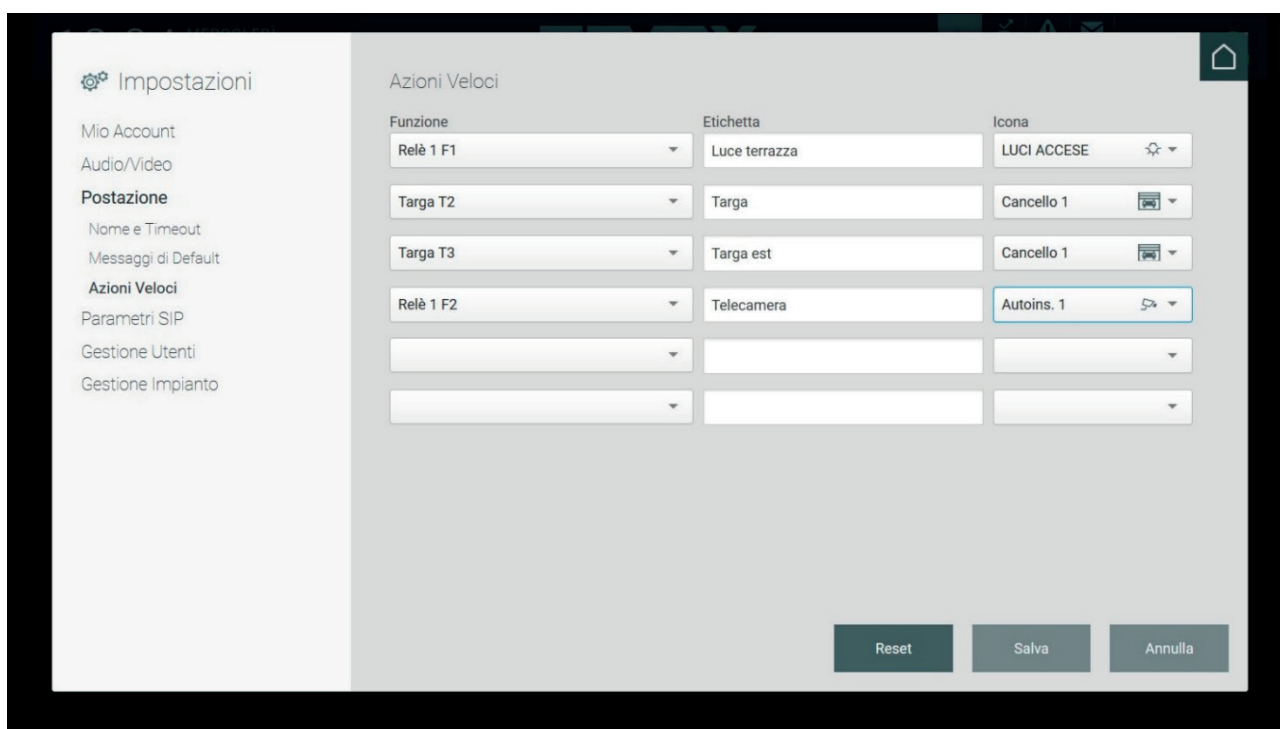 Impostazioni
Mio Account
Audio/Video
Postazione
Nome e Timeout
Messaggi di Default
Azioni Veloci
Parametri SIP
Gestione Utenti
Gestione Impianto
Azioni Veloci
Funzione Etichetta Icona
Relè 1 F1 Luce terrazza LUCI ACCESE
Targa T2 Targa Cancello 1
Targa T3 Targa est Cancello 1
Relè 1 F2 Telecamera Autoins. 1
Reset Salva Annulla